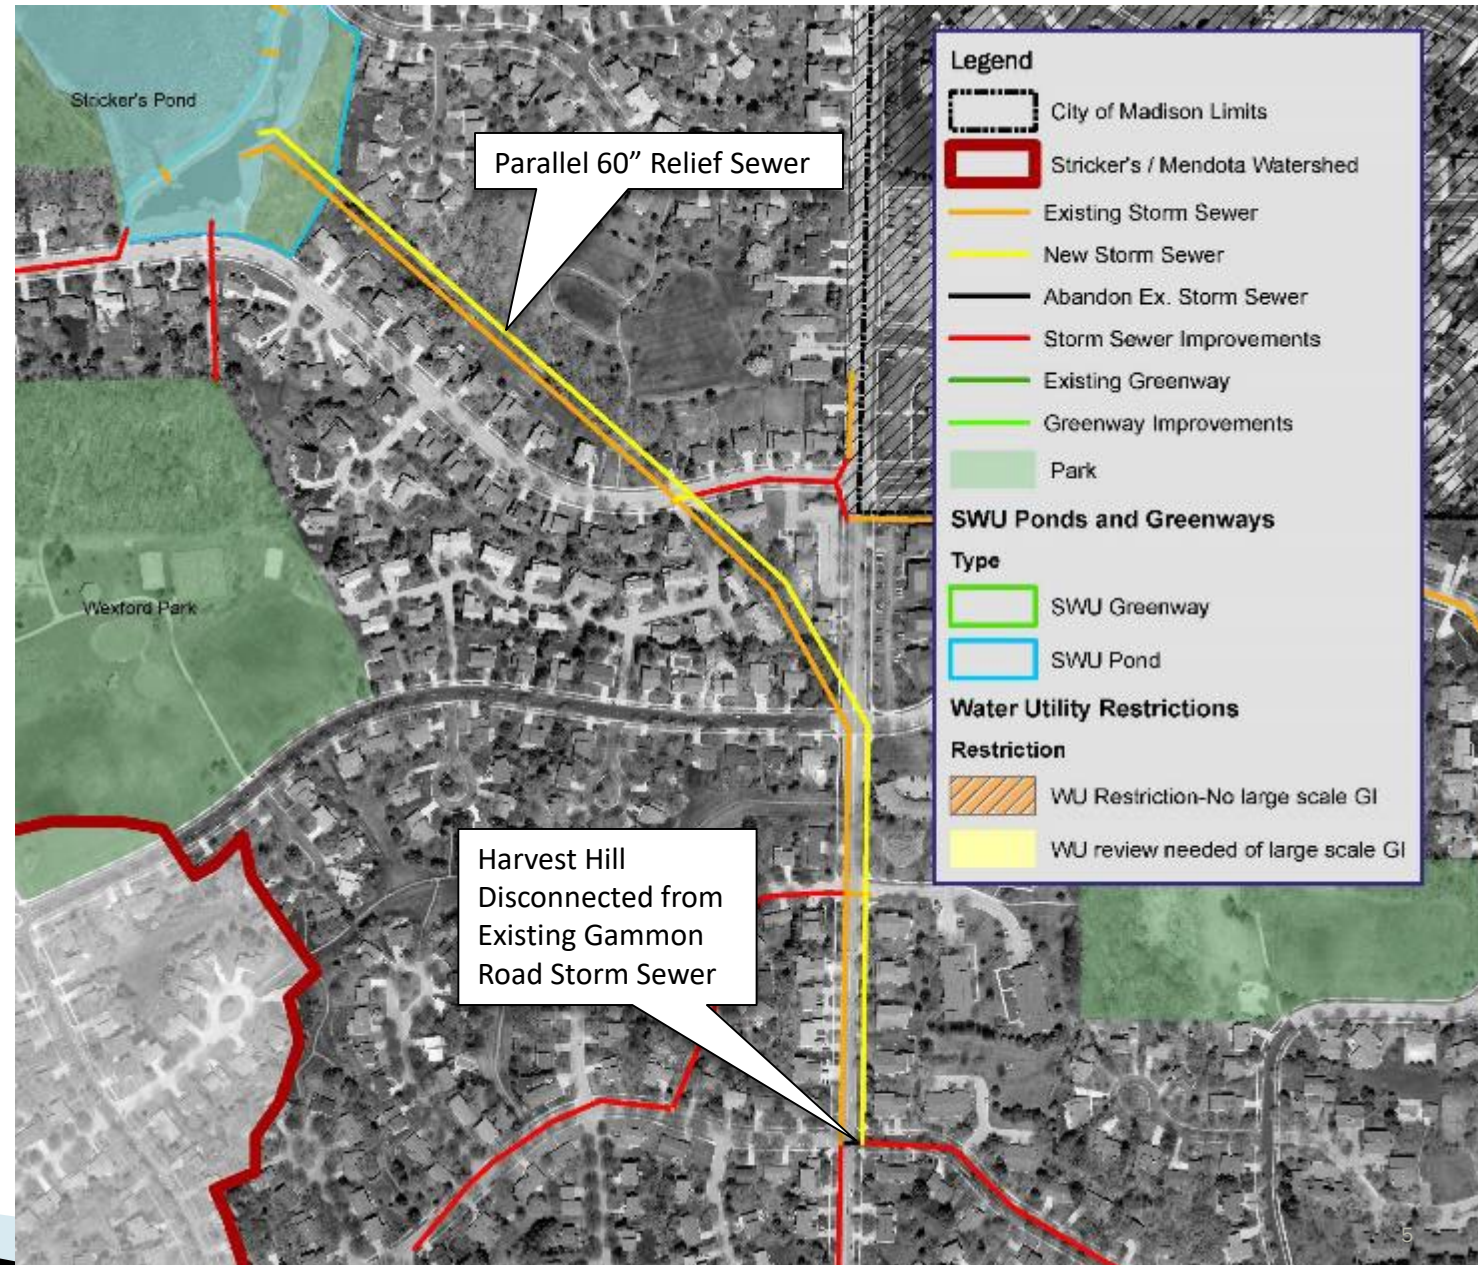 Stricker's Pond
Parallel 60” Relief Sewer
Wexford Park
Harvest Hill
Disconnected from
Existing Gammon
Road Storm Sewer
Legend
City of Madison Limits
Stricker's / Mendota Watershed
Existing Storm Sewer
New Storm Sewer
Abandon Ex. Storm Sewer
Storm Sewer Improvements
Existing Greenway
Greenway Improvements
Park
SWU Ponds and Greenways
Type
SWU Greenway
SWU Pond
Water Utility Restrictions
Restriction
WU Restriction-No large scale GI
WU review needed of large scale GI
5